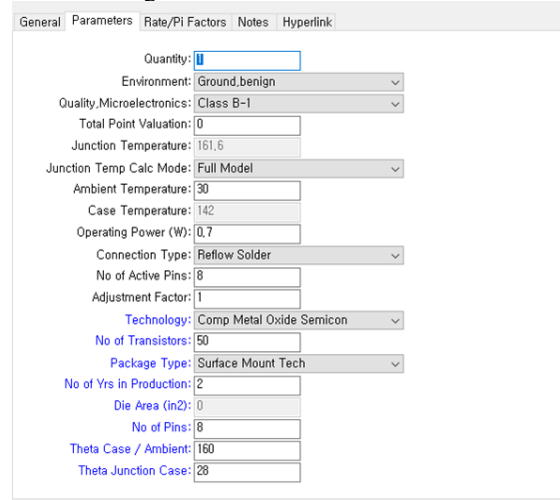 General Parameters Rate/Pi Factors Notes Hyperlink
Quantity: 1
Environment: Ground,benign
Quality,Microelectronics: Class B-1
Total Point Valuation: 0
Junction Temperature: 161,6
Junction Temp Calc Mode: Full Model
Ambient Temperature: 30
Case Temperature: 142
Operating Power (W): 0,7
Connection Type: Reflow Solder
No of Active Pins: 8
Adjustment Factor: 1
Technology: Comp Metal Oxide Semicon
No of Transistors: 50
Package Type: Surface Mount Tech
No of Yrs in Production: 2
Die Area (in2): 0
No of Pins: 8
Theta Case / Ambient: 160
Theta Junction Case: 28